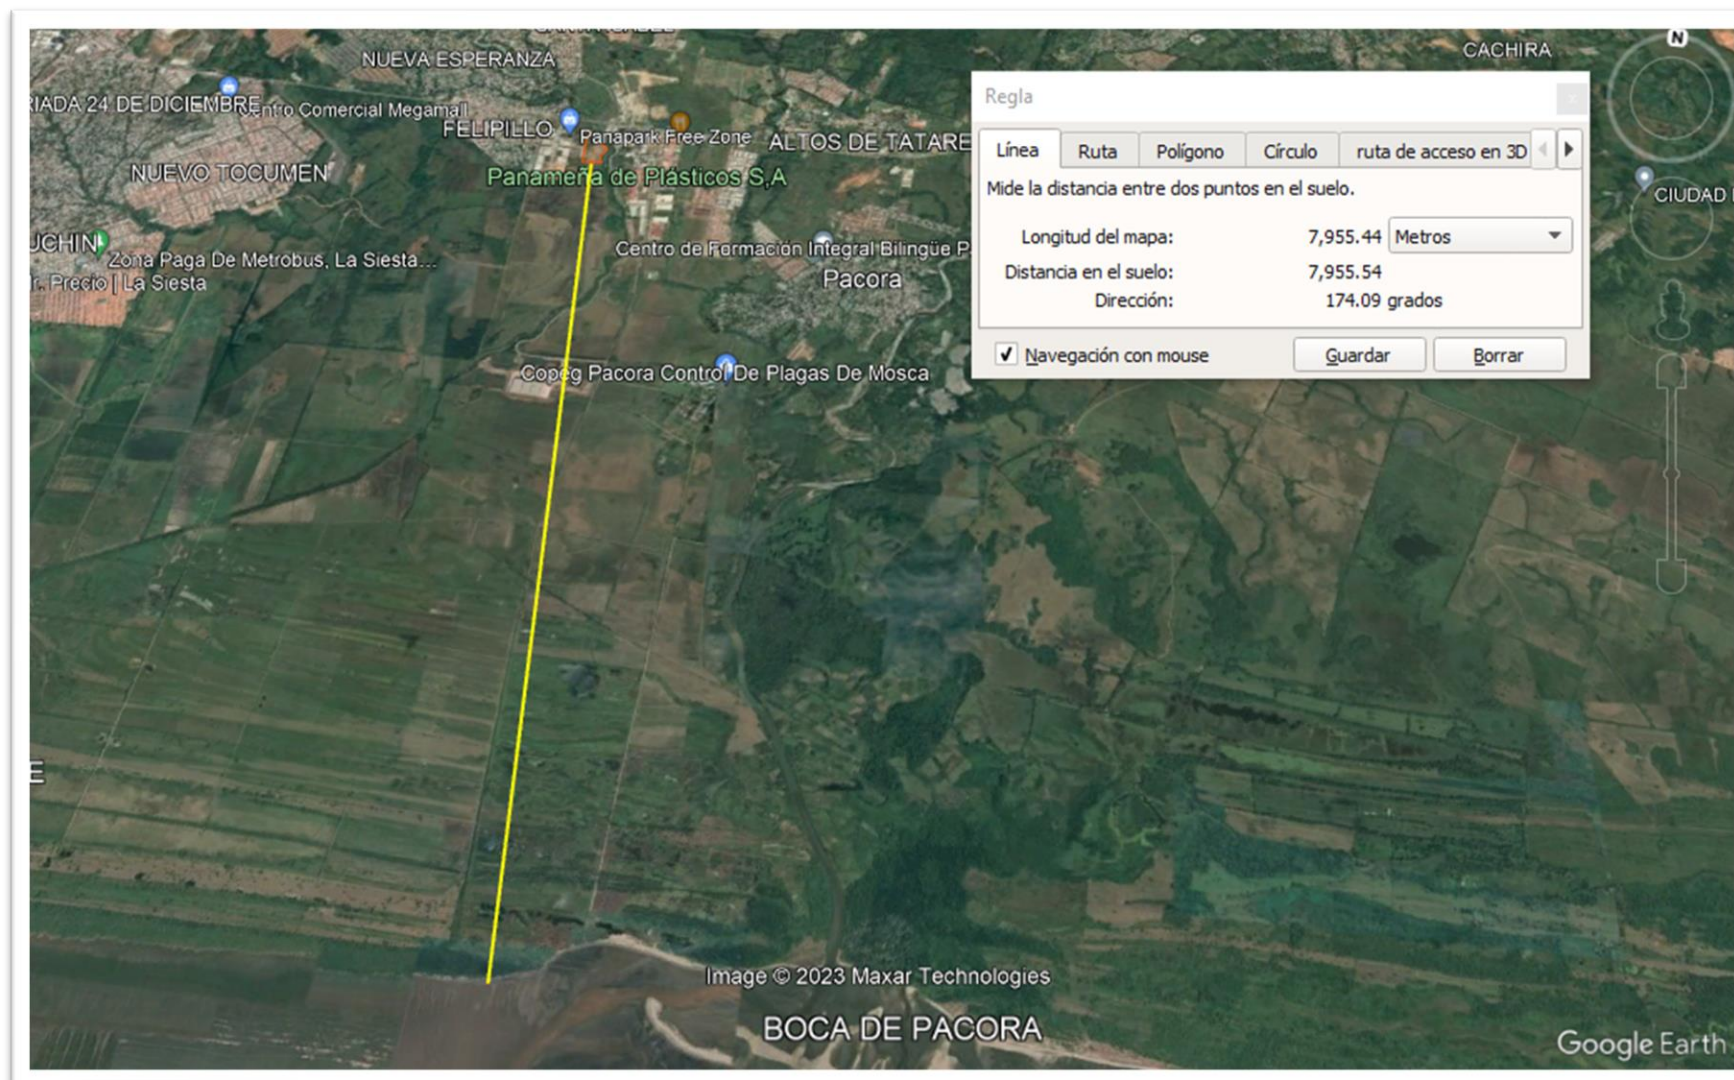 NUEVA ESPERANZA
CACHIRA
N
24 DE DICIEMBRE
Centro Comercial Megamall
FELIPILLO
Panapark Free Zone
ALTOS DE TATARE
NUEVO TOCUMEN
Panameña de Plásticos S,A
CIUDAD
Zona Paga De Metrobus, La Siesta...
Precio | La Siesta
Centro de Formación Integral Bilingüe P
Pacora
Copeg Pacora Control De Plagas De Mosca
Regla
Línea Ruta Polígono Círculo ruta de acceso en 3D
Mide la distancia entre dos puntos en el suelo.
Longitud del mapa: 7,955.44 Metros
Distancia en el suelo: 7,955.54
Dirección: 174.09 grados
Navegación con mouse Guardar Borrar
E
Image © 2023 Maxar Technologies
BOCA DE PACORA
Google Earth